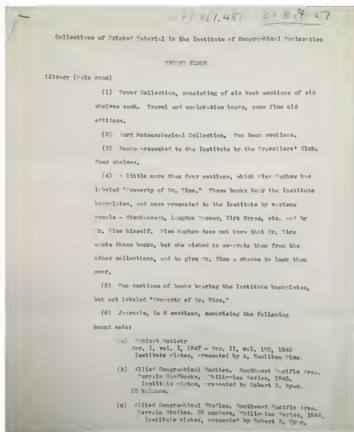 Collections of Printed Material in the Institute of Geographical Exploration
SECOND FLOOR
Library (Main room)
(1) Tower Collection, consisting of six book sections of six
shelves each. Travel and exploration books, some fine old
editions.
(2) Ward Meteorological Collection. Two book sections.
(3) Books presented to the Institute by the Travellers' Club.
Four shelves.
(4) A little more than four sections, which Miss Mayhew has
labeled "Property of Dr. Rice." These books bear the Institute
bookplates, and were presented to the Institute by various
people - Stephansson, Langdon Warner, Kirk Bryan, etc. and by
Dr. Rice himself. Miss Mayhew does not know that Dr. Rice
wants these books, but she wished to separate them from the
other collections, and to give Dr. Rice a chance to look them
over.
(5) Two sections of books bearing the Institute bookplates,
but not labeled "Property of Dr. Rice."
(6) Journals, in 6 sections, comprising the following
bound sets:
(a) Hakluyt Society
Ser. I, vol. I, 1847 - Ser. II, vol. 100, 1949
Institute plates, presented by A. Hamilton Rice.
(b) Allied Geographical Section. Southwest Pacific Area.
Terrain Handbooks. Philippine Series, 1945.
Institute plates, presented by Robert B. Ryan.
25 volumes.
(c) Allied Geographical Studies. Southwest Pacific Area.
Terrain Studies. 29 numbers, Philippine Series, 1944.
Institute plates, presented by Robert B. Ryan.